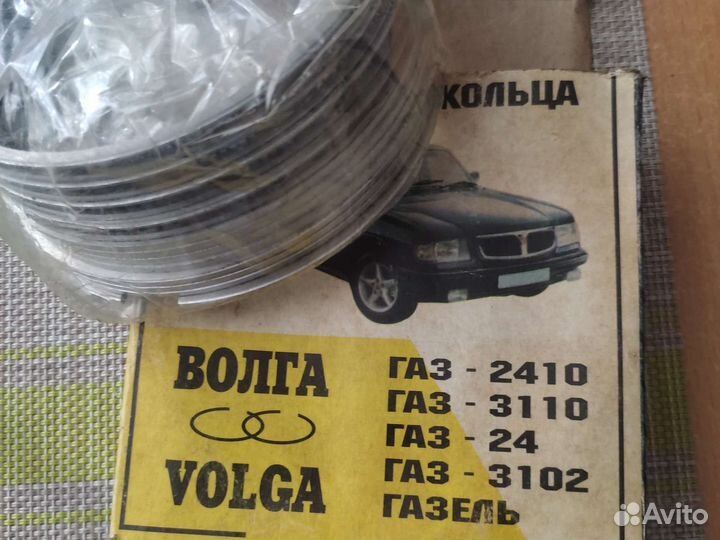 КОЛЬЦА
ВОЛГА
VOLGA
ГАЗ - 2410
ГАЗ - 3110
ГАЗ - 24
ГАЗ - 3102
ГАЗЕЛЬ
Avito